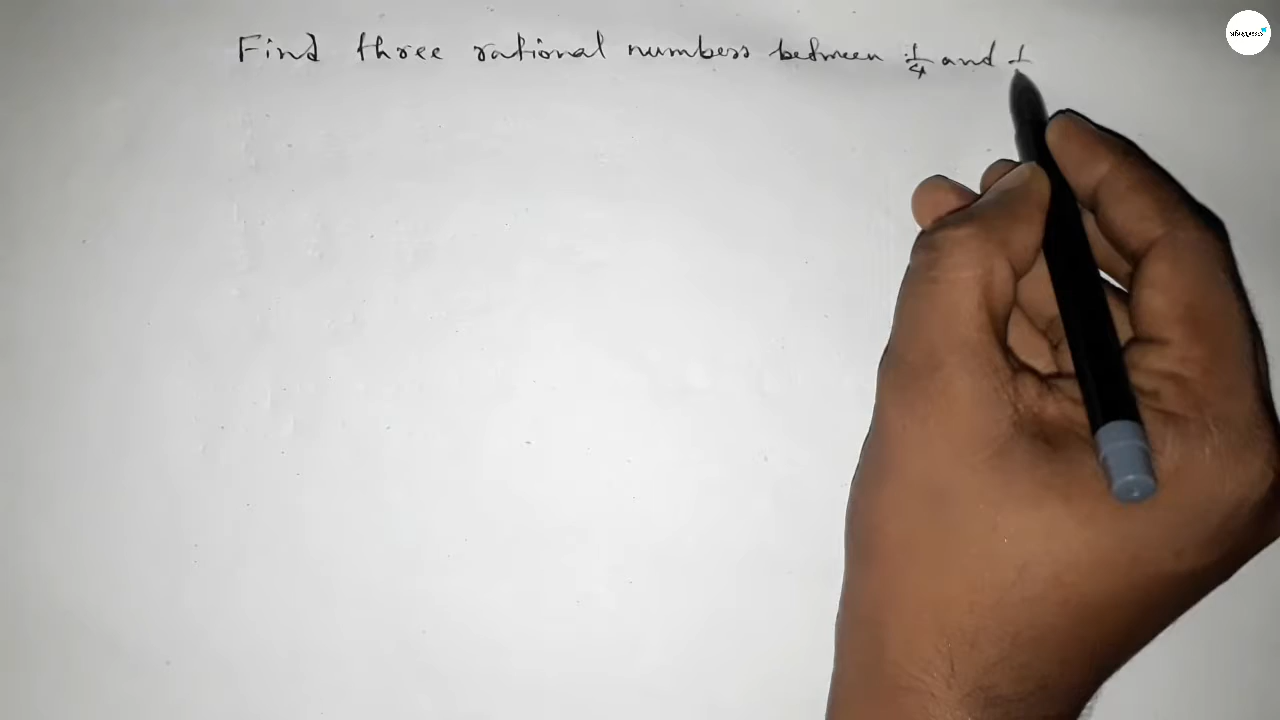 Find three rational numbers between 1/4 and 1/